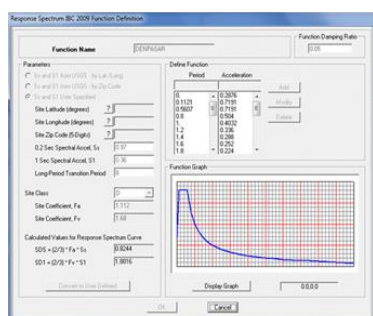 Response Spectrum IBC 2009 Function Definition
Function Name
DENPASAR
Function Damping Ratio
0.05
Parameters
Ss and S1 from USGS - by Lat./Long.
Ss and S1 from USGS - by Zip Code
Ss and S1 User Specified
Site Latitude (degrees) ?
Site Longitude (degrees) ?
Site Zip Code (5-Digits) ?
0.2 Sec Spectral Accel, Ss 0.97
1 Sec Spectral Accel, S1 0.36
Long-Period Transition Period 8
Site Class D
Site Coefficient, Fa 1.112
Site Coefficient, Fv 1.68
Calculated Values for Response Spectrum Curve
SDS = (2/3) * Fa * Ss
SD1 = (2/3) * Fv * S1
Convert to User Defined
Define Function
Period Acceleration
0. 0.2876
0.1121 0.7191
0.5607 0.7191
0.8 0.504
1. 0.4032
1.2 0.336
1.4 0.288
1.6 0.252
1.8 0.224
Add
Modify
Delete
Function Graph
Display Graph
OK
Cancel